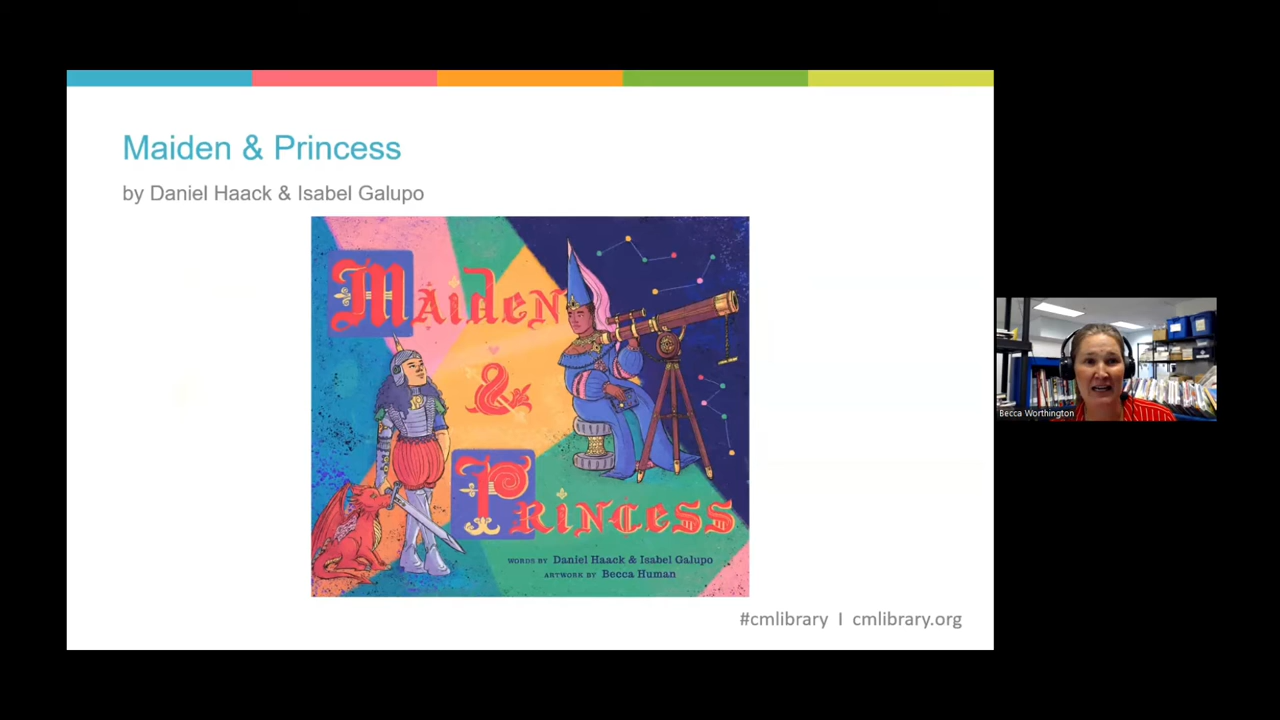 Maiden & Princess
by Daniel Haack & Isabel Galupo
Maiden
&
Princess
WORDS BY Daniel Haack & Isabel Galupo
ARTWORK BY Becca Human
#cmlibrary I cmlibrary.org
Becca Worthington